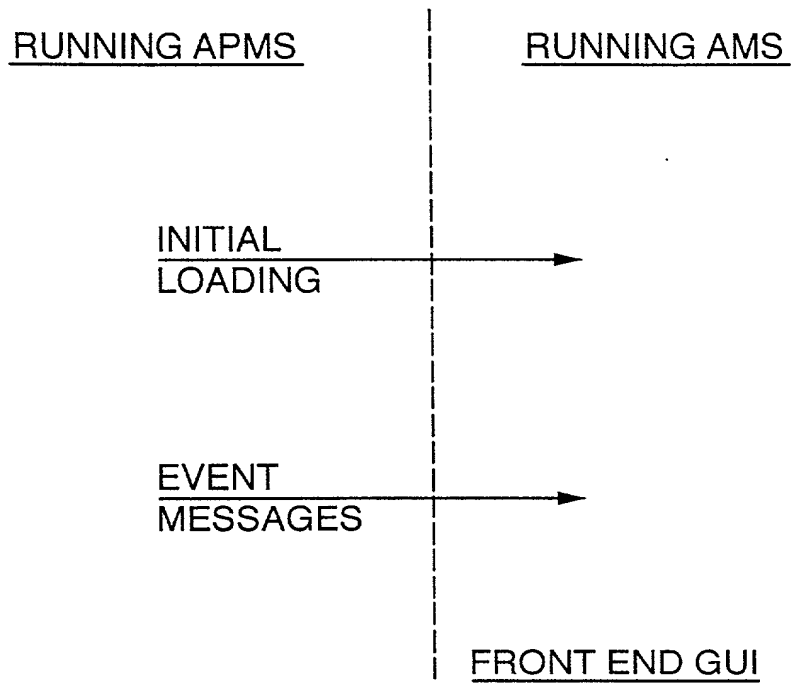 RUNNING APMS
RUNNING AMS
INITIAL
LOADING
EVENT
MESSAGES
FRONT END GUI